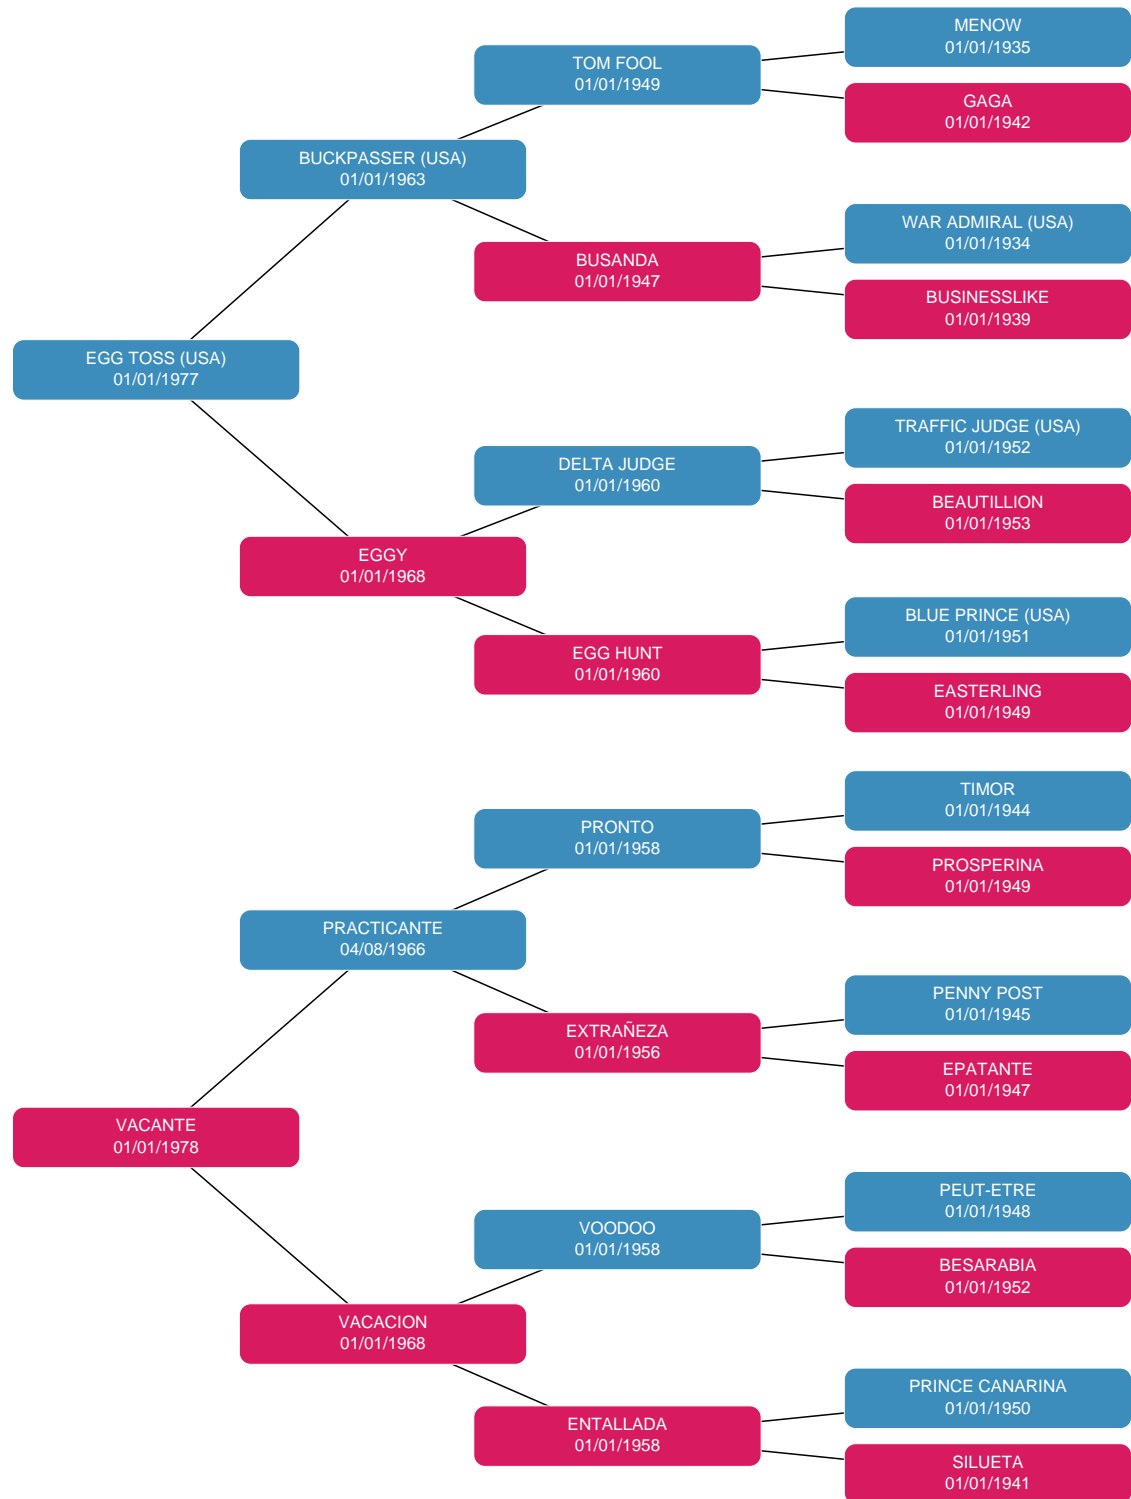 MENOW
01/01/1935
TOM FOOL
01/01/1949
GAGA
01/01/1942
BUCKPASSER (USA)
01/01/1963
WAR ADMIRAL (USA)
01/01/1934
BUSANDA
01/01/1947
BUSINESSLIKE
01/01/1939
EGG TOSS (USA)
01/01/1977
TRAFFIC JUDGE (USA)
01/01/1952
DELTA JUDGE
01/01/1960
BEAUTILLION
01/01/1953
EGGY
01/01/1968
BLUE PRINCE (USA)
01/01/1951
EGG HUNT
01/01/1960
EASTERLING
01/01/1949
TIMOR
01/01/1944
PRONTO
01/01/1958
PROSPERINA
01/01/1949
PRACTICANTE
04/08/1966
PENNY POST
01/01/1945
EXTRAÑEZA
01/01/1956
EPATANTE
01/01/1947
VACANTE
01/01/1978
PEUT-ETRE
01/01/1948
VOODOO
01/01/1958
BESARABIA
01/01/1952
VACACION
01/01/1968
PRINCE CANARINA
01/01/1950
ENTALLADA
01/01/1958
SILUETA
01/01/1941